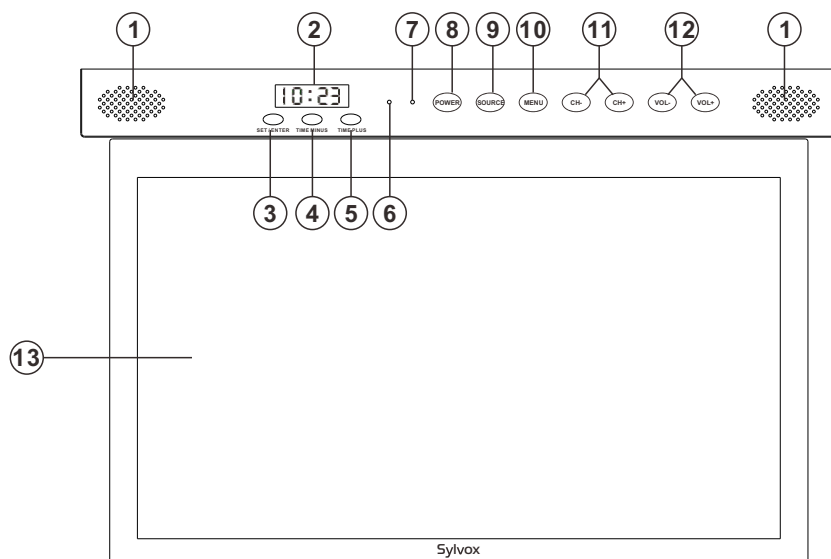 1 2 7 8 9 10 11 12 1
10:23
POWER SOURCE MENU CH- CH+ VOL- VOL+
SET / ENTER TIME MINUS TIME PLUS
3 4 5 6
13
Sylvox